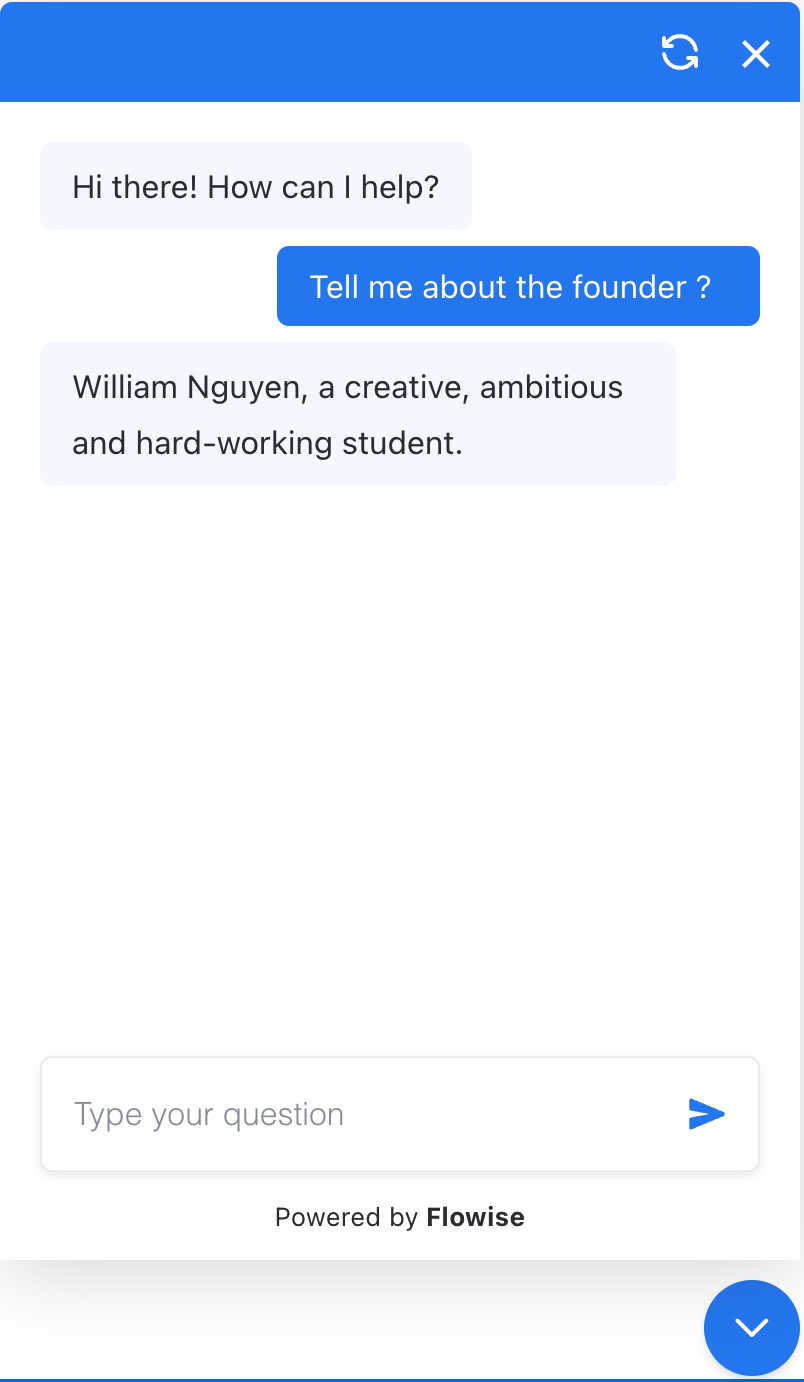 Hi there! How can I help?
Tell me about the founder ?
William Nguyen, a creative, ambitious
and hard-working student.
Type your question
Powered by Flowise